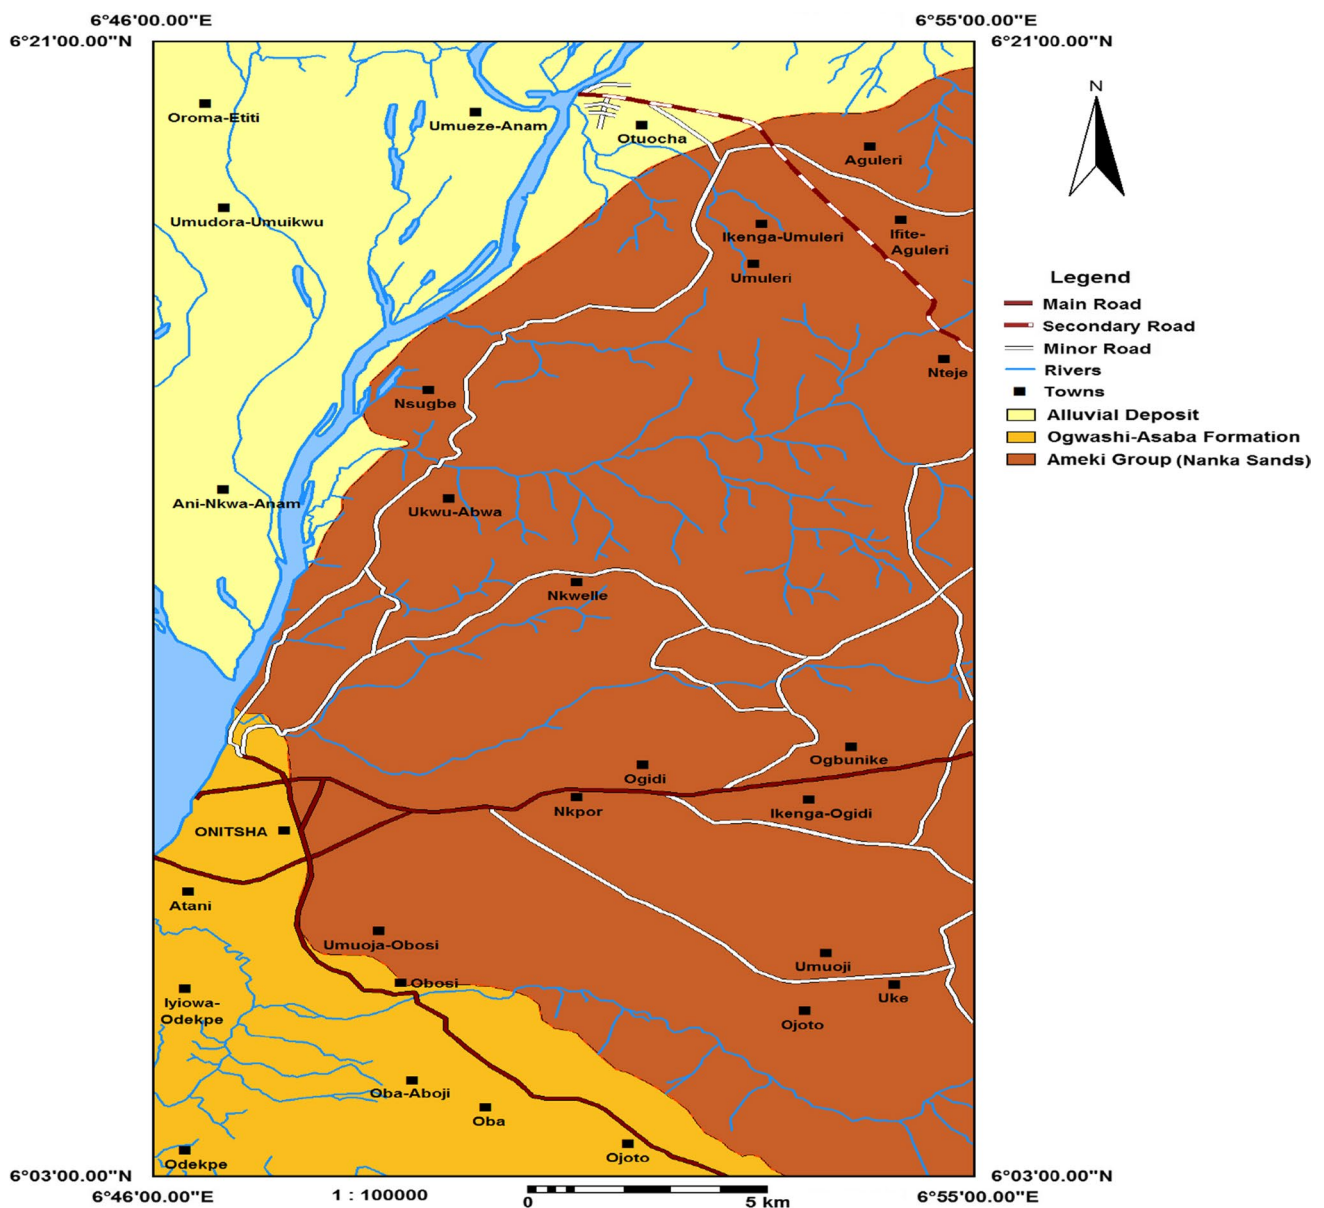 6°46'00.00"E
6°55'00.00"E
6°21'00.00"N
6°21'00.00"N
N
Oroma-Etiti
Umueze-Anam
Otuocha
Aguleri
Umudora-Umuikwu
Ikenga-Umuleri
Ifite-
Aguleri
Umuleri
Legend
Main Road
Secondary Road
Minor Road
Rivers
Towns
Alluvial Deposit
Ogwashi-Asaba Formation
Ameki Group (Nanka Sands)
Nteje
Nsugbe
Ani-Nkwa-Anam
Ukwu-Abwa
Nkwelle
Ogbunike
Ogidi
Nkpor
Ikenga-Ogidi
ONITSHA
Atani
Umuoja-Obosi
Umuoji
Obosi
Uke
Iyiowa-
Odekpe
Ojoto
Oba-Aboji
Oba
Ojoto
Odekpe
6°03'00.00"N
6°03'00.00"N
6°46'00.00"E
1 : 100000
0
5 km
6°55'00.00"E